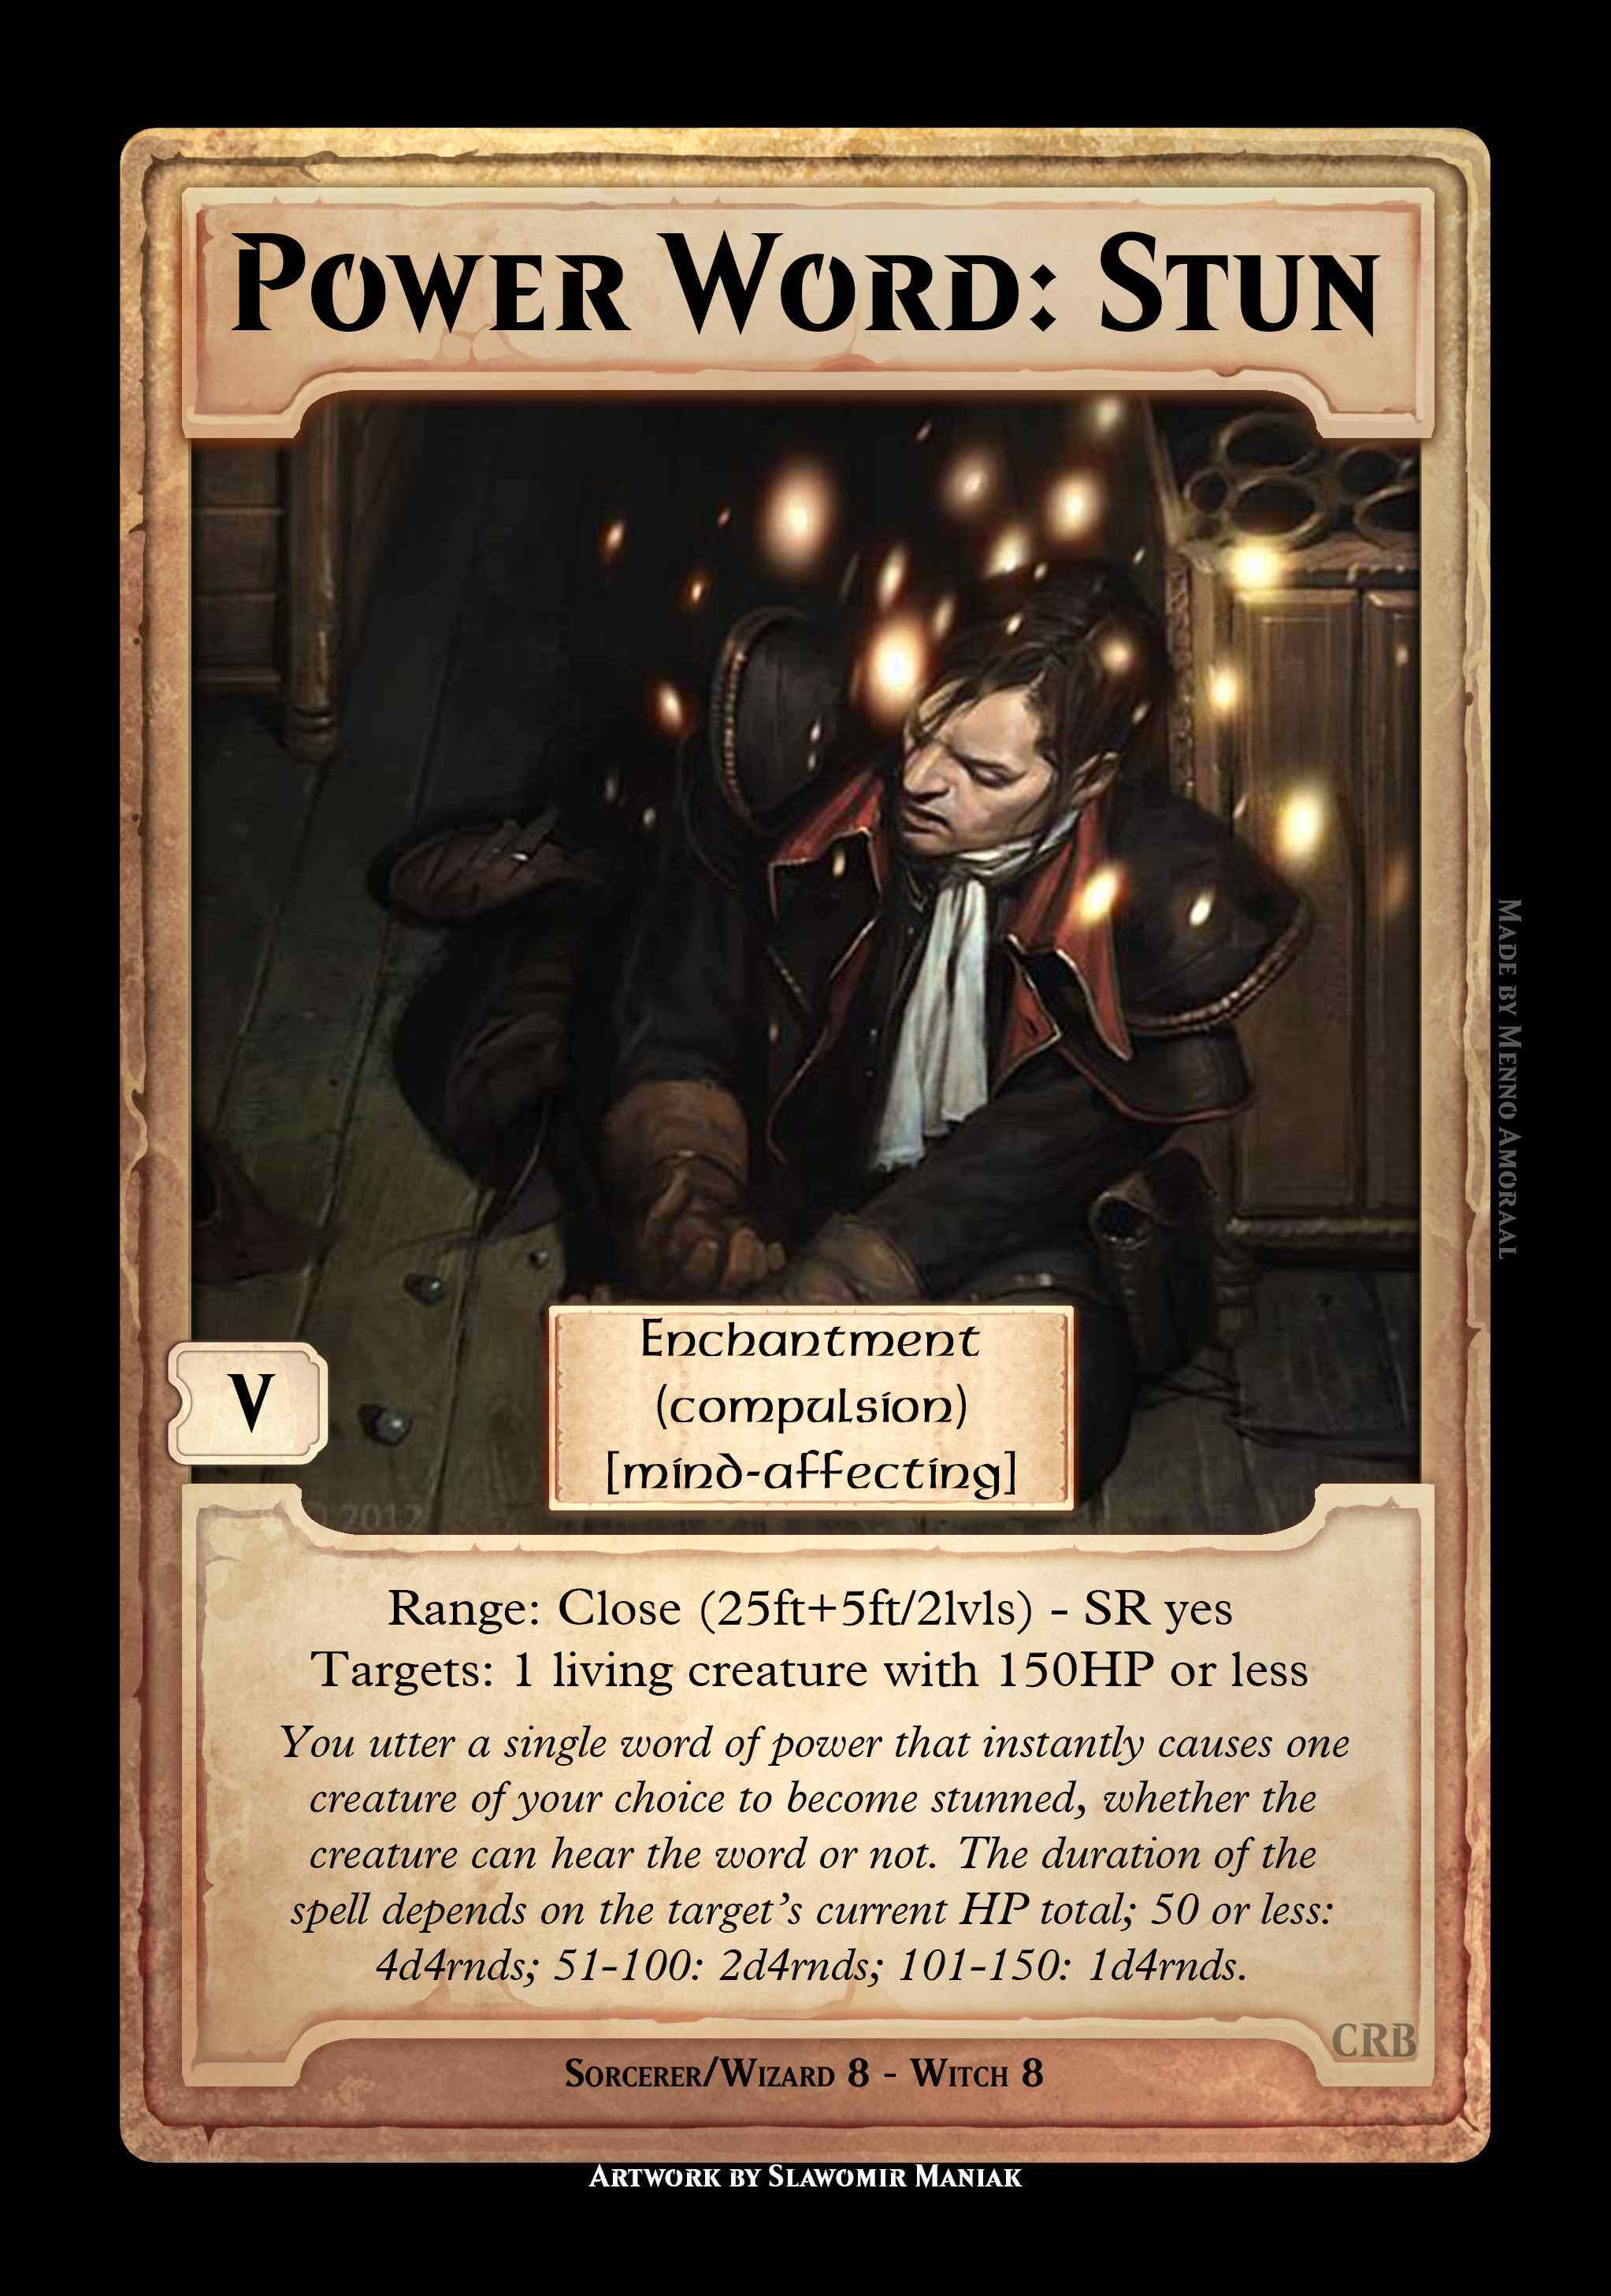 Power Word: Stun
Made by Menno Amoraal
Enchantment
(compulsion)
[mind-affecting]
V
2012
Range: Close (25ft+5ft/2lvls) - SR yes
Targets: 1 living creature with 150HP or less
You utter a single word of power that instantly causes one
creature of your choice to become stunned, whether the
creature can hear the word or not. The duration of the
spell depends on the target's current HP total; 50 or less:
4d4rnds; 51-100: 2d4rnds; 101-150: 1d4rnds.
CRB
Sorcerer/Wizard 8 - Witch 8
Artwork by Slawomir Maniak